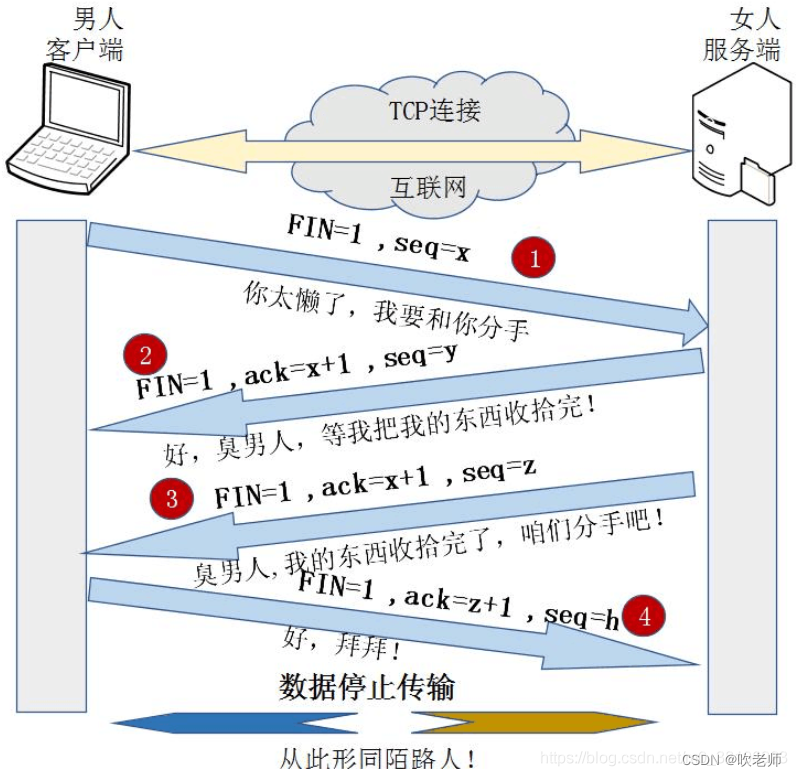 男人
客户端
女人
服务端
TCP连接
互联网
FIN=1 ,seq=x
1
你太懒了，我要和你分手
2
FIN=1 ,ack=x+1 ,seq=y
好，臭男人，等我把我的东西收拾完！
3
FIN=1 ,ack=x+1 ,seq=z
臭男人,我的东西收拾完了，咱们分手吧！
FIN=1 ,ack=z+1 ,seq=h
4
好，拜拜！
数据停止传输
从此形同陌路人！
https://blog.csdn.net
CSDN @吹老师